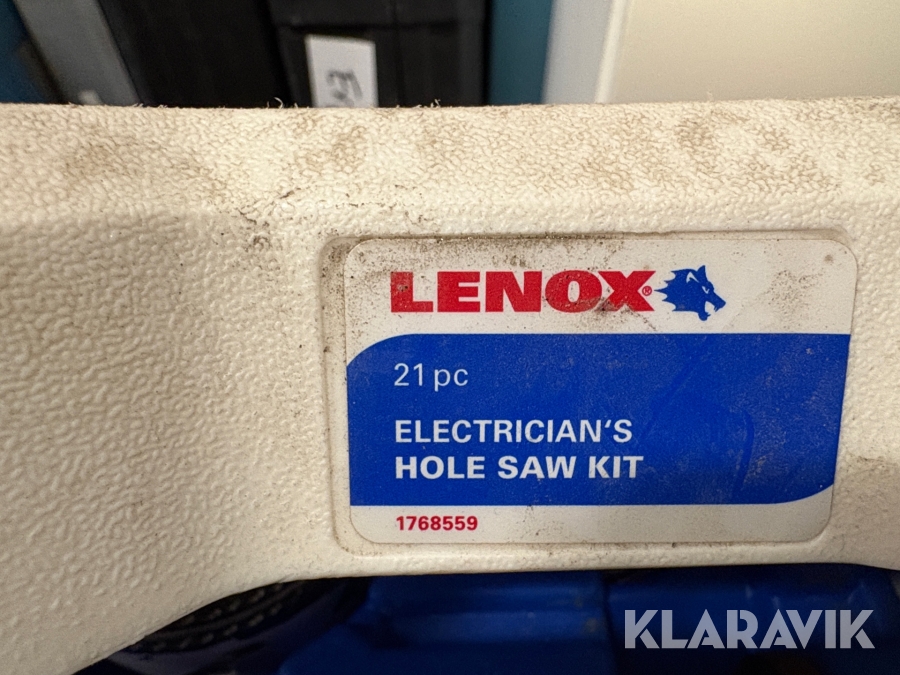 LENOX®
21 pc
ELECTRICIAN'S
HOLE SAW KIT
1768559
KLARAVIK